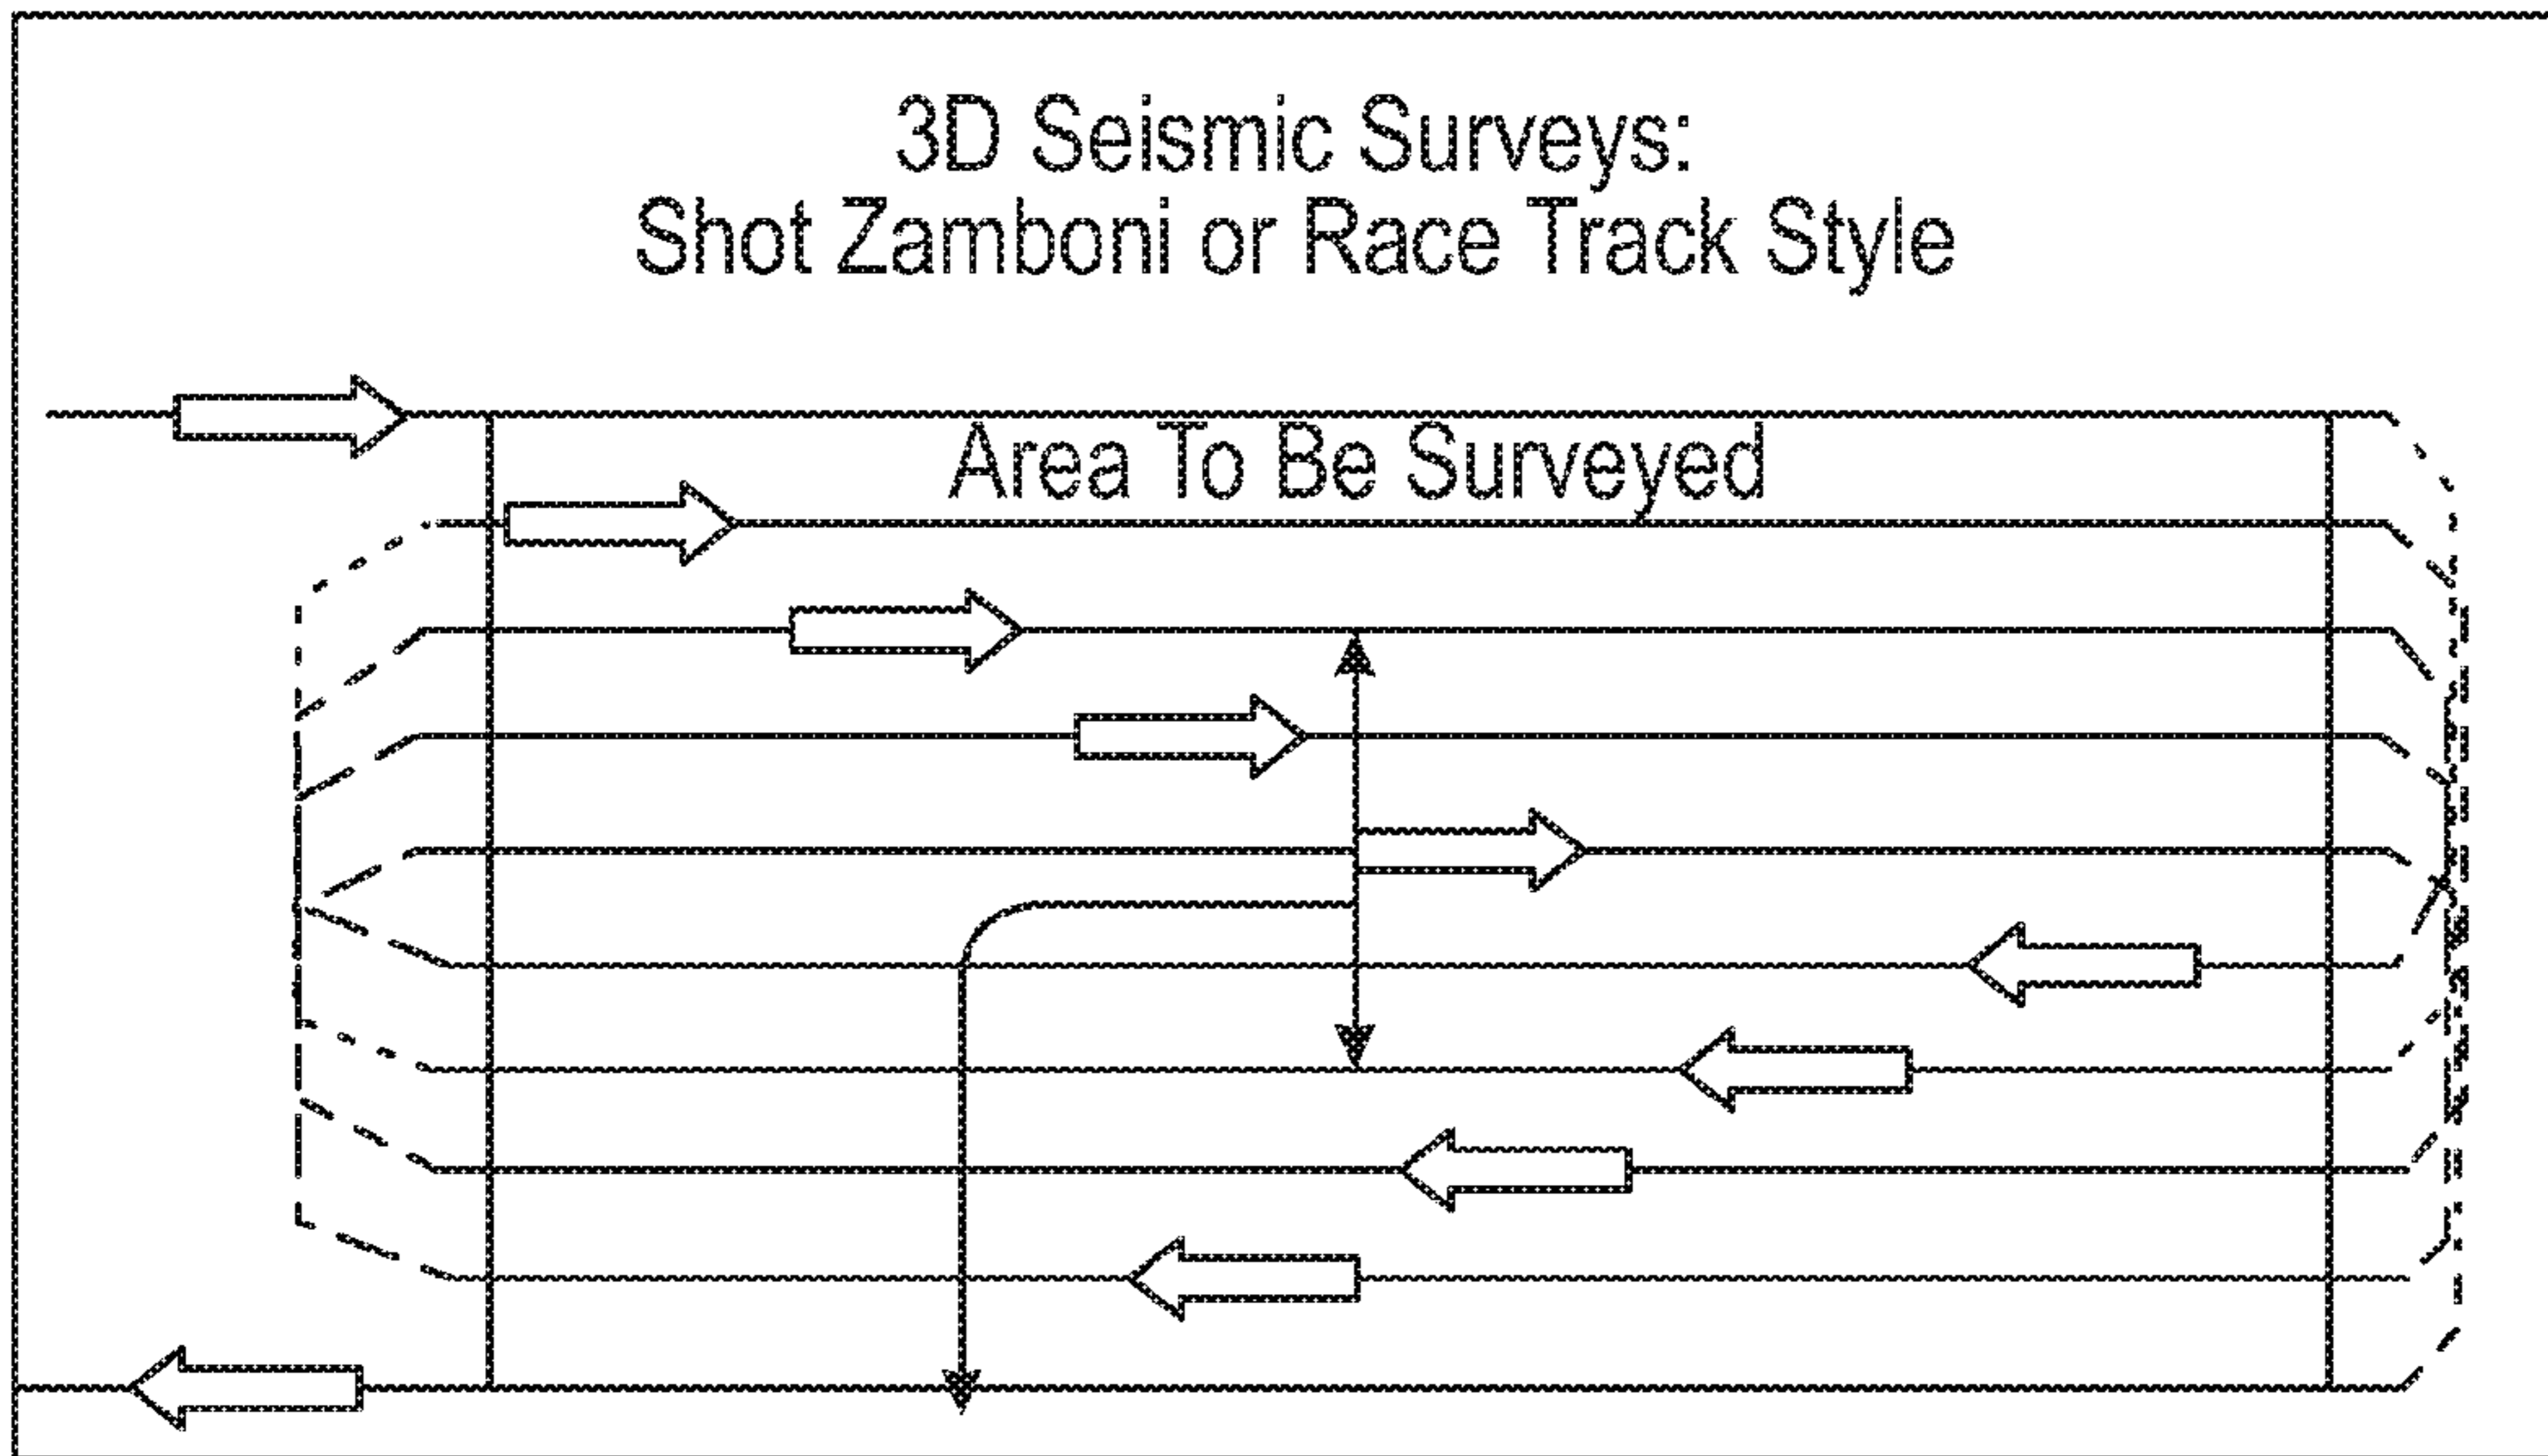 3D Seismic Surveys:
Shot Zamboni or Race Track Style
Area To Be Surveyed